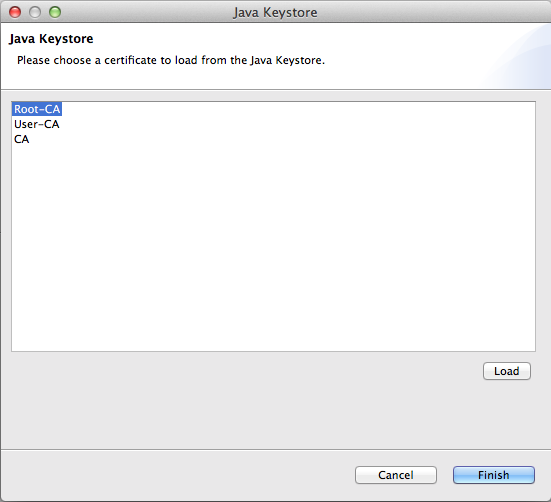 Java Keystore
Java Keystore
Please choose a certificate to load from the Java Keystore.
Root-CA
User-CA
CA
Load
Cancel
Finish